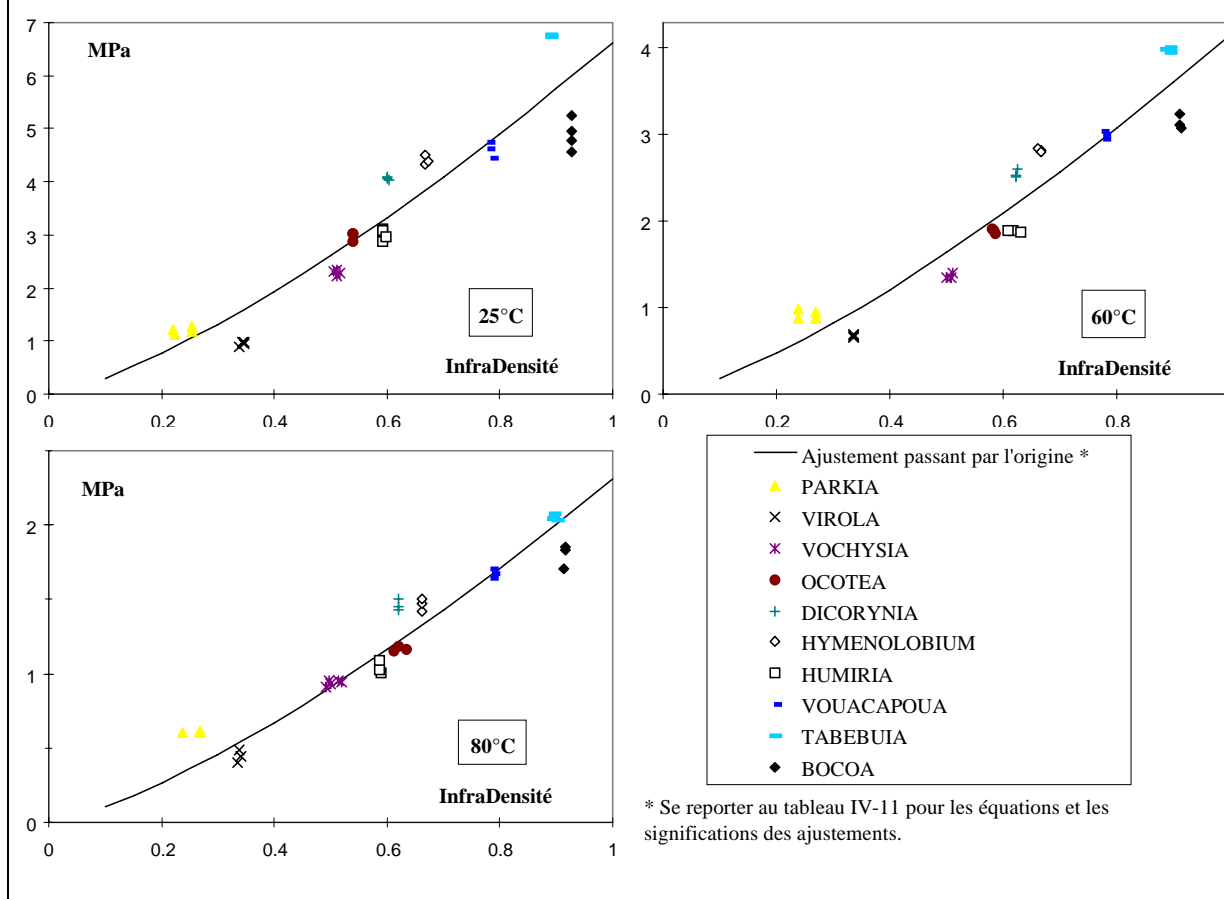 7
6
5
4
3
2
1
0
MPa
25°C
InfraDensité
0 0.2 0.4 0.6 0.8 1
4
3
2
1
0
60°C
InfraDensité
0 0.2 0.4 0.6 0.8
2
1
0
MPa
80°C
InfraDensité
0 0.2 0.4 0.6 0.8 1
Ajustement passant par l'origine *
PARKIA
VIROLA
VOCHYSIA
OCOTEA
DICORYNIA
HYMENOLOBIUM
HUMIRIA
VOUACAPOUA
TABEBUIA
BOCOA
* Se reporter au tableau IV-11 pour les équations et les
significations des ajustements.